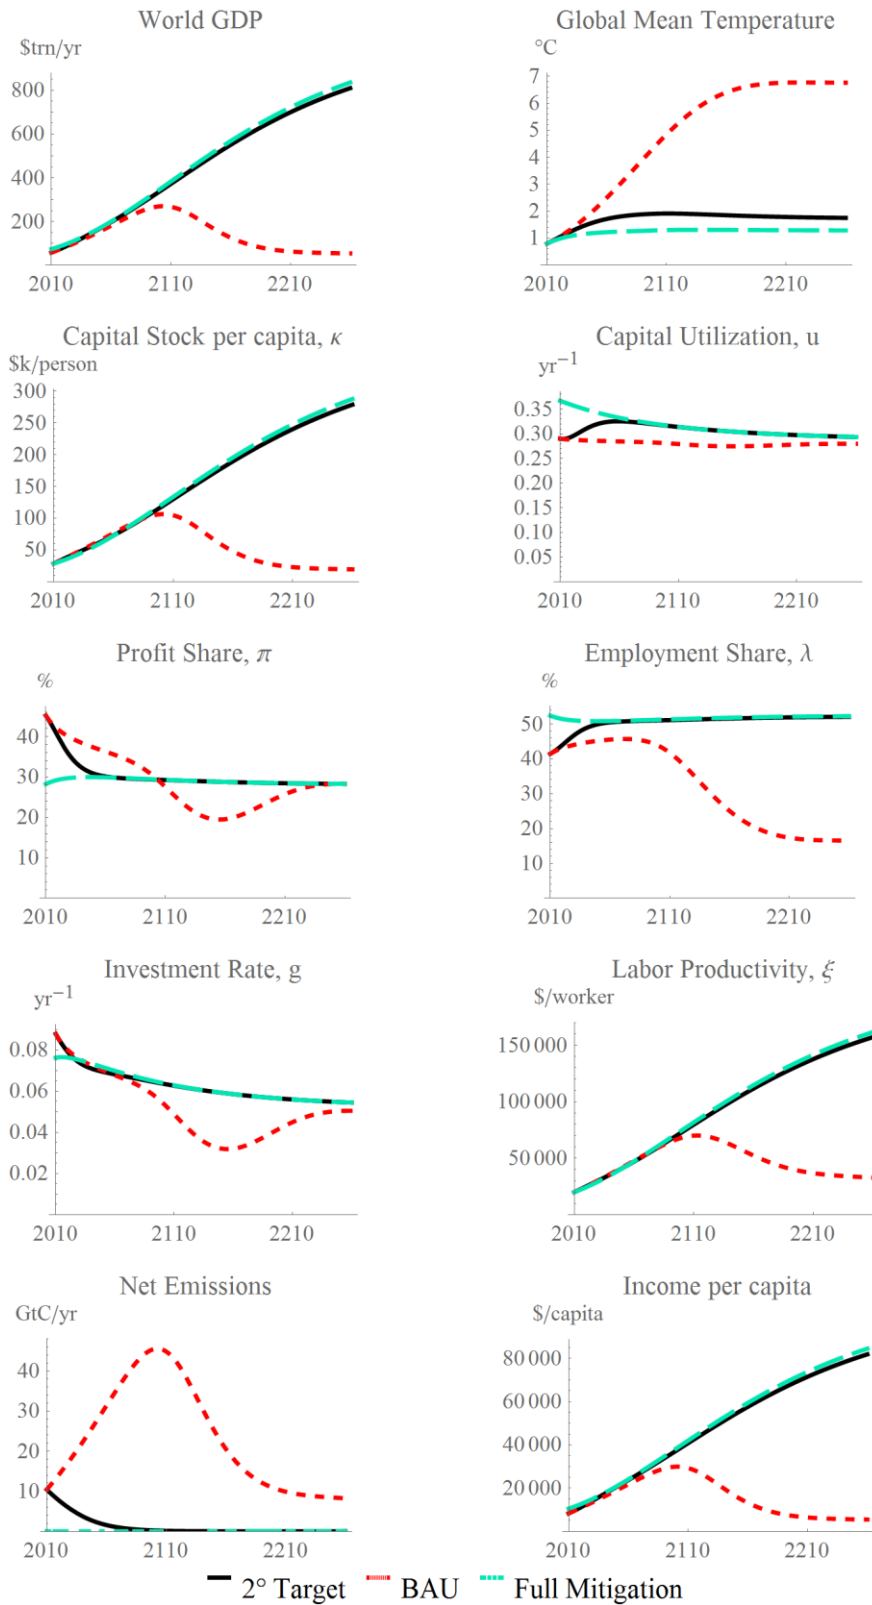 World GDP
$trn/yr
800
600
400
200
2010 2110 2210
Global Mean Temperature
°C
7
6
5
4
3
2
1
2010 2110 2210
Capital Stock per capita, κ
$k/person
300
250
200
150
100
50
2010 2110 2210
Capital Utilization, u
yr⁻¹
0.35
0.30
0.25
0.20
0.15
0.10
0.05
2010 2110 2210
Profit Share, π
%
40
30
20
10
2010 2110 2210
Employment Share, λ
%
50
40
30
20
10
2010 2110 2210
Investment Rate, g
yr⁻¹
0.08
0.06
0.04
0.02
2010 2110 2210
Labor Productivity, ξ
$/worker
150 000
100 000
50 000
2010 2110 2210
Net Emissions
GtC/yr
40
30
20
10
2010 2110 2210
Income per capita
$/capita
80 000
60 000
40 000
20 000
2010 2110 2210
2° Target BAU Full Mitigation